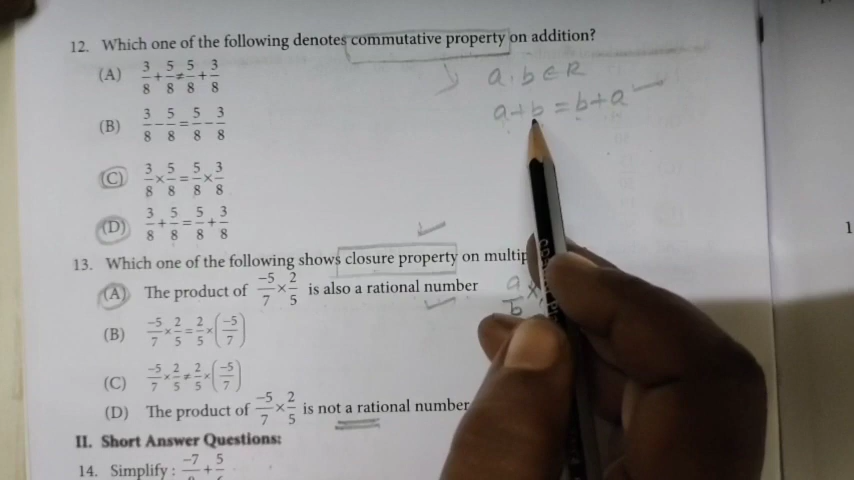 12. Which one of the following denotes commutative property on addition?
(A) 3/8 + 5/8 ≠ 5/8 + 3/8
a, b ∈ R
a + b = b + a
(B) 3/8 − 5/8 = 5/8 − 3/8
(C) 3/8 × 5/8 = 5/8 × 3/8
(D) 3/8 + 5/8 = 5/8 + 3/8
1
13. Which one of the following shows closure property on multip
(A) The product of −5/7 × 2/5 is also a rational number
a/b ×
(B) −5/7 × 2/5 = 2/5 × (−5/7)
(C) −5/7 × 2/5 ≠ 2/5 × (−5/7)
(D) The product of −5/7 × 2/5 is not a rational number
II. Short Answer Questions:
14. Simplify : −7 + 5